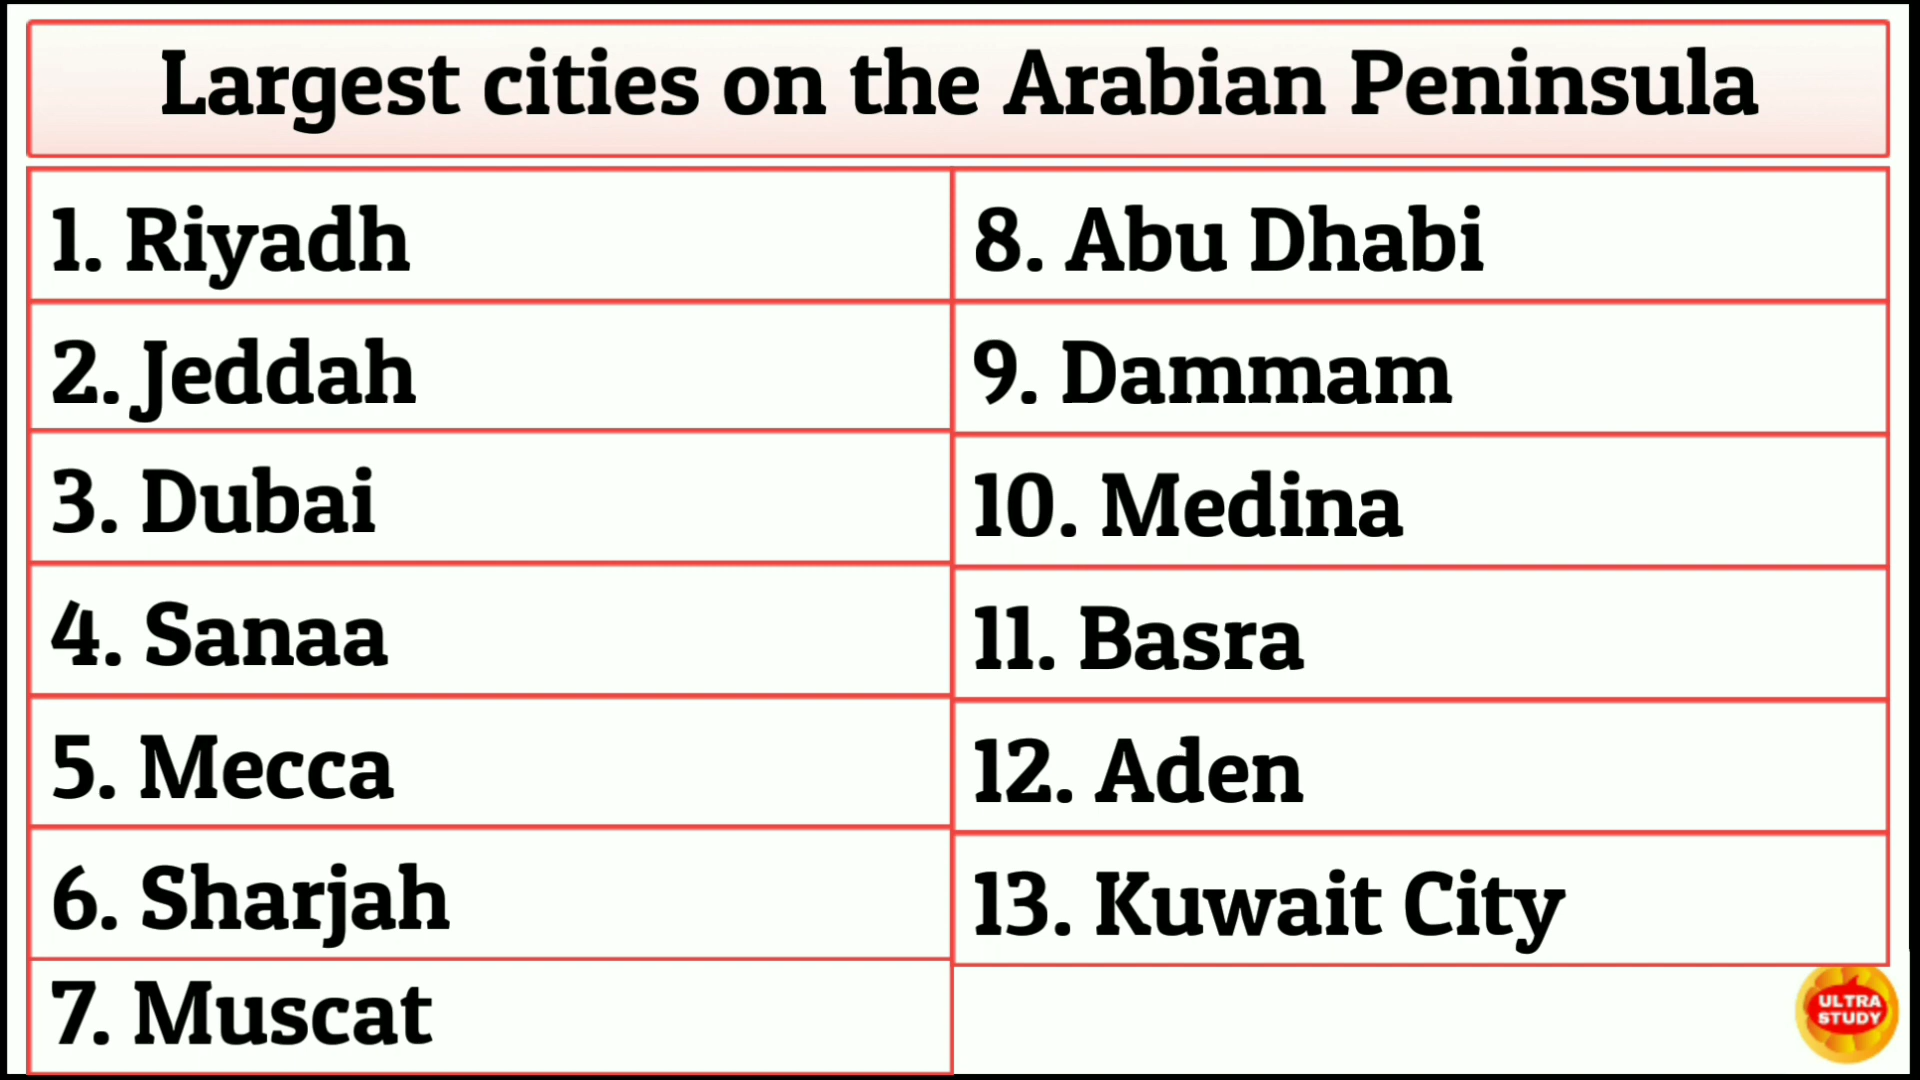 Largest cities on the Arabian Peninsula
1. Riyadh
2. Jeddah
3. Dubai
4. Sanaa
5. Mecca
6. Sharjah
7. Muscat
8. Abu Dhabi
9. Dammam
10. Medina
11. Basra
12. Aden
13. Kuwait City
ULTRA
STUDY